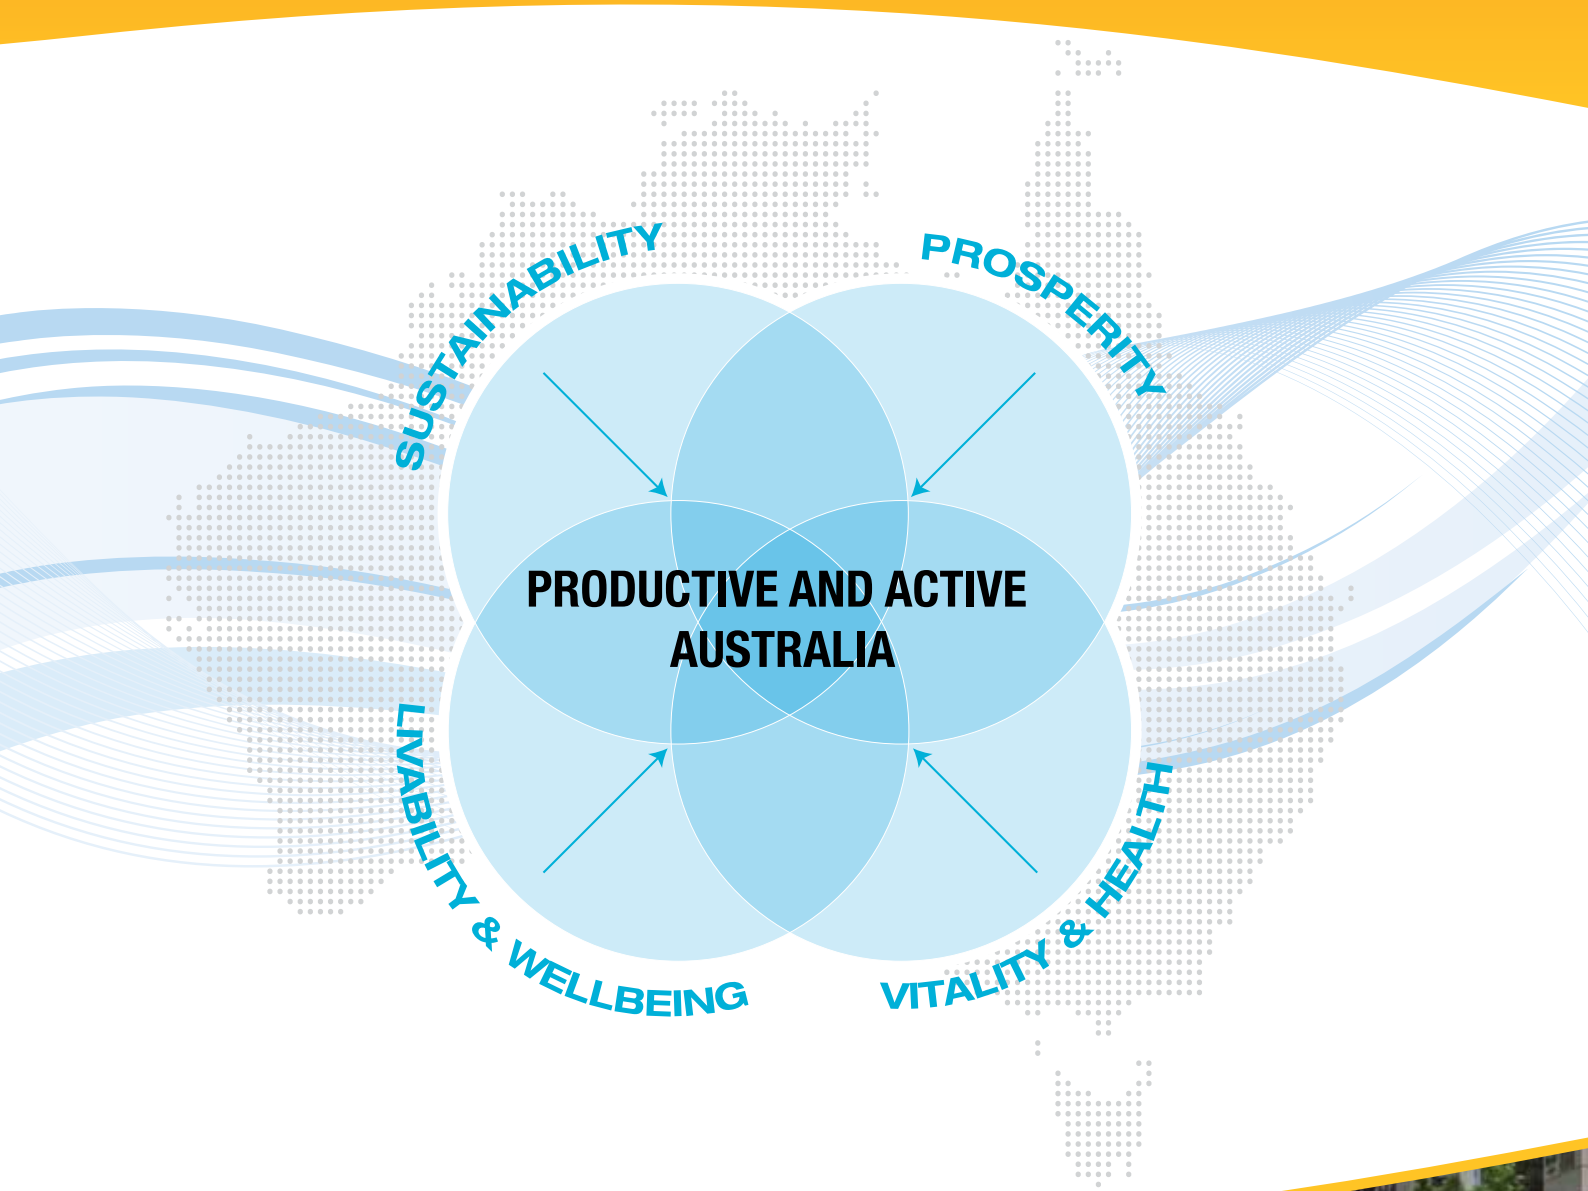 SUSTAINABILITY
PROSPERITY
PRODUCTIVE AND ACTIVE
AUSTRALIA
LIVABILITY & WELLBEING
VITALITY & HEALTH